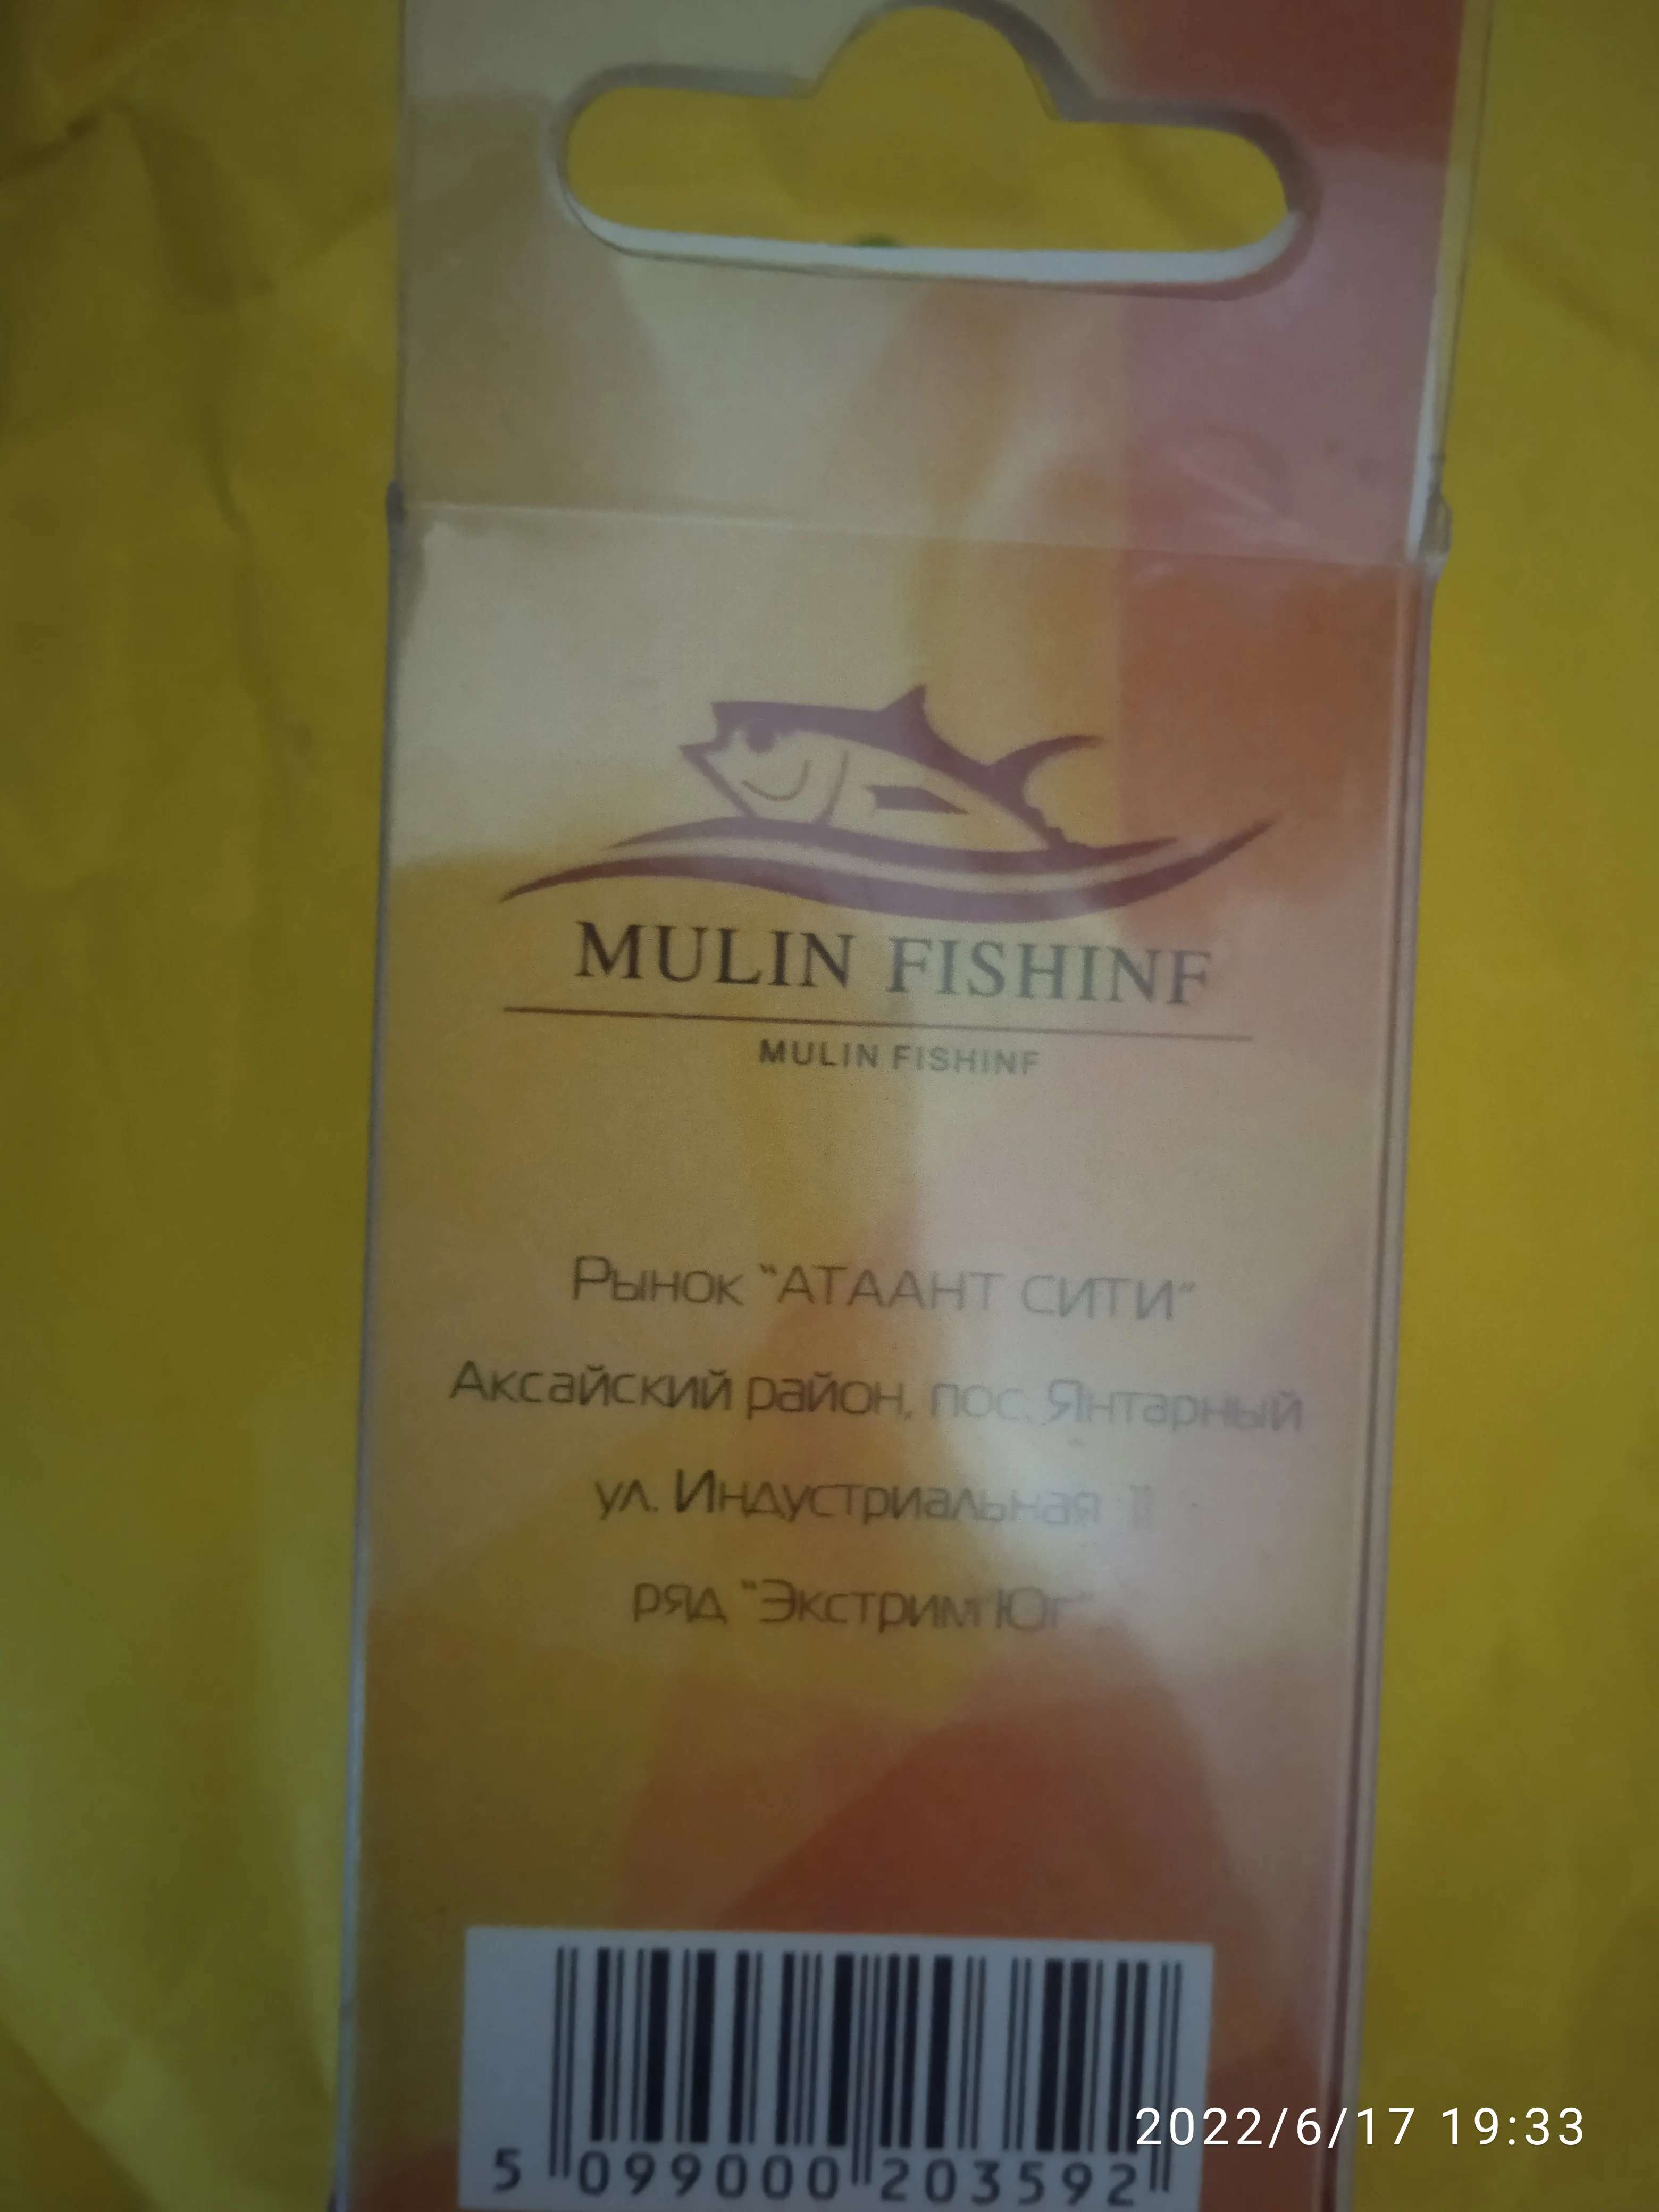 MULIN FISHINF
MULIN FISHINF
Рынок "АТААНТ СИТИ"
Аксайский район, пос. Янтарный
ул. Индустриальная 11
ряд "Экстрим Юг"
5 099000 203592
2022/6/17 19:33